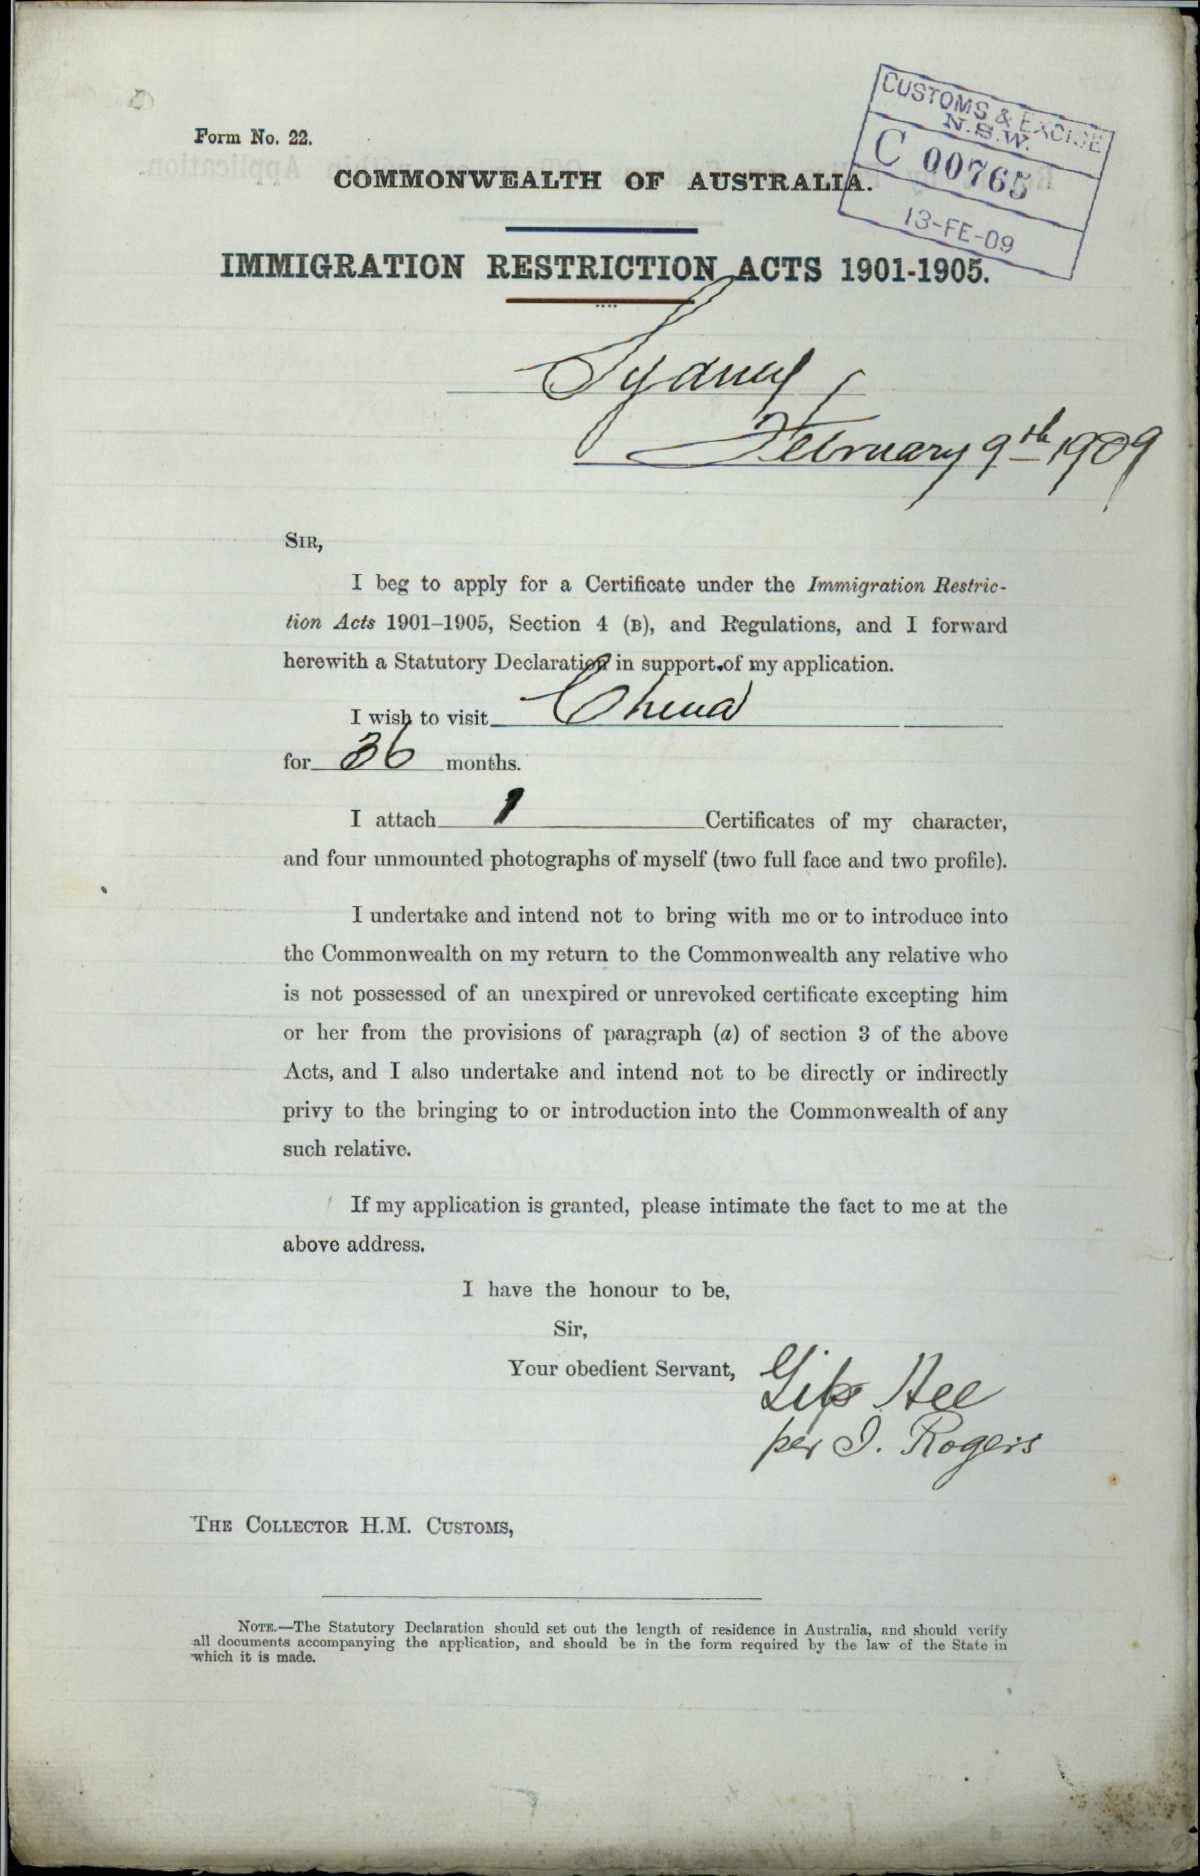 CUSTOMS & EXCISE
N.S.W.
C 00765
13-FE-09
Form No. 22.
COMMONWEALTH OF AUSTRALIA.
IMMIGRATION RESTRICTION ACTS 1901-1905.
Sydney
February 9th 1909
SIR,
I beg to apply for a Certificate under the Immigration Restric-
tion Acts 1901–1905, Section 4 (B), and Regulations, and I forward
herewith a Statutory Declaration in support of my application.
I wish to visit China
for 36 months.
I attach 1 Certificates of my character,
and four unmounted photographs of myself (two full face and two profile).
I undertake and intend not to bring with me or to introduce into
the Commonwealth on my return to the Commonwealth any relative who
is not possessed of an unexpired or unrevoked certificate excepting him
or her from the provisions of paragraph (a) of section 3 of the above
Acts, and I also undertake and intend not to be directly or indirectly
privy to the bringing to or introduction into the Commonwealth of any
such relative.
If my application is granted, please intimate the fact to me at the
above address.
I have the honour to be,
Sir,
Your obedient Servant,
Hee
per J. Rogers
THE COLLECTOR H.M. CUSTOMS,
NOTE.—The Statutory Declaration should set out the length of residence in Australia, and should verify
all documents accompanying the application, and should be in the form required by the law of the State in
which it is made.